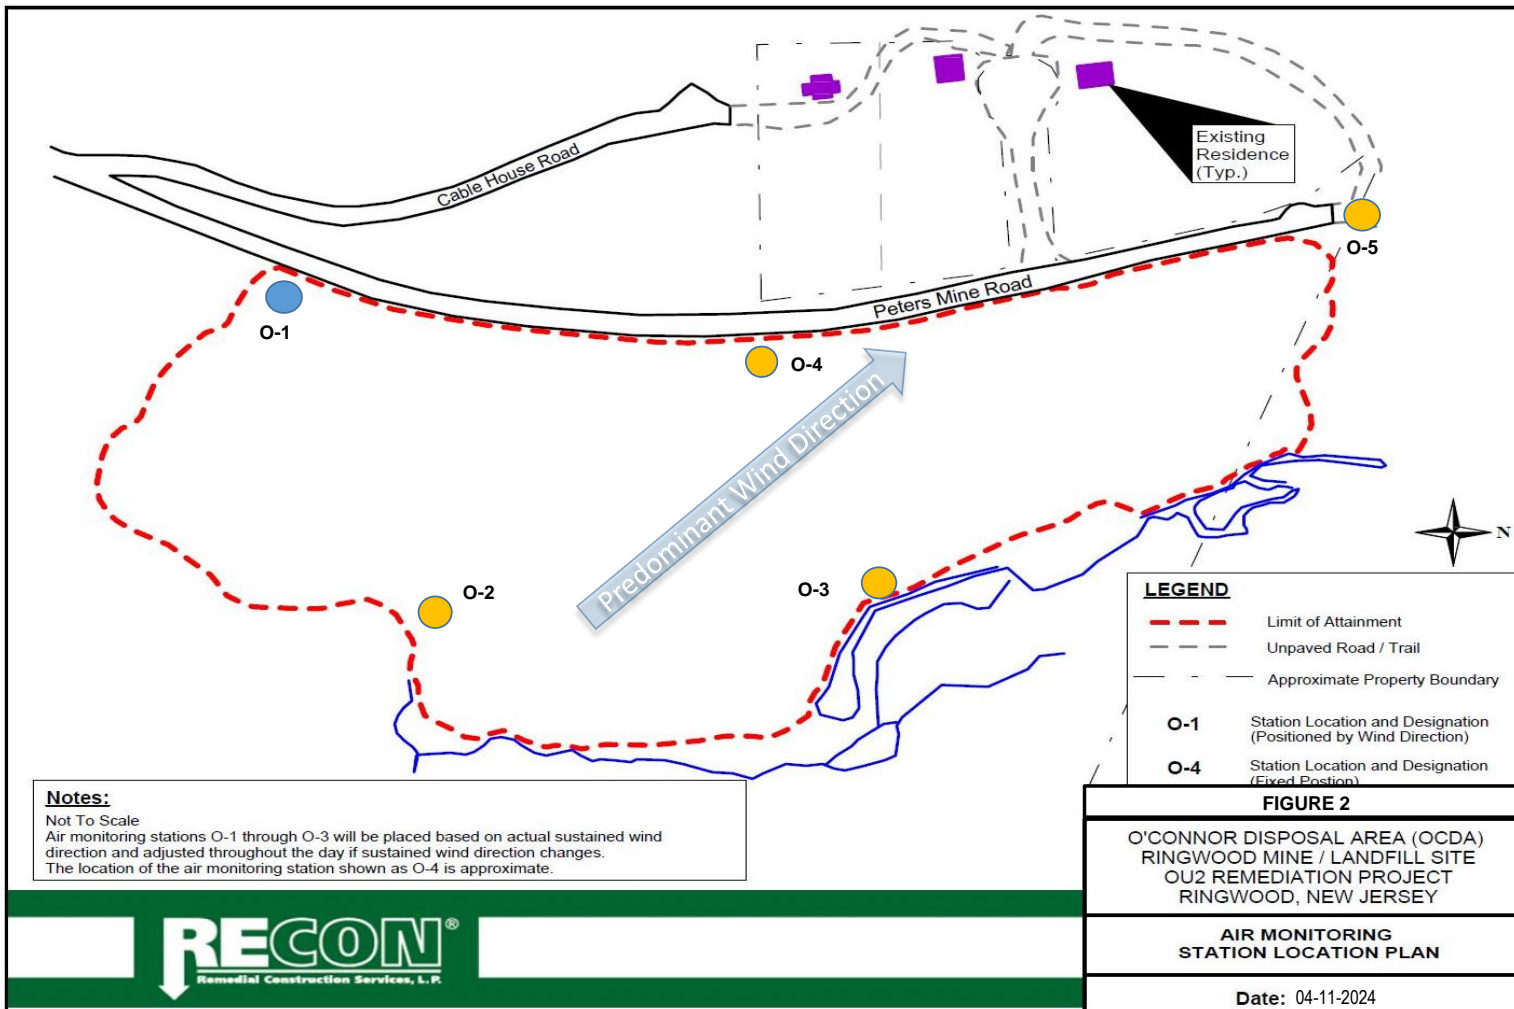 Cable House Road
Existing
Residence
(Typ.)
O-5
O-1
Peters Mine Road
O-4
Predominant Wind Direction
N
O-2
O-3
LEGEND
Limit of Attainment
Unpaved Road / Trail
Approximate Property Boundary
O-1 Station Location and Designation
(Positioned by Wind Direction)
O-4 Station Location and Designation
(Fixed Postion)
Notes:
Not To Scale
Air monitoring stations O-1 through O-3 will be placed based on actual sustained wind
direction and adjusted throughout the day if sustained wind direction changes.
The location of the air monitoring station shown as O-4 is approximate.
FIGURE 2
O'CONNOR DISPOSAL AREA (OCDA)
RINGWOOD MINE / LANDFILL SITE
OU2 REMEDIATION PROJECT
RINGWOOD, NEW JERSEY
AIR MONITORING
STATION LOCATION PLAN
Date: 04-11-2024
RECON®
Remedial Construction Services, L.P.